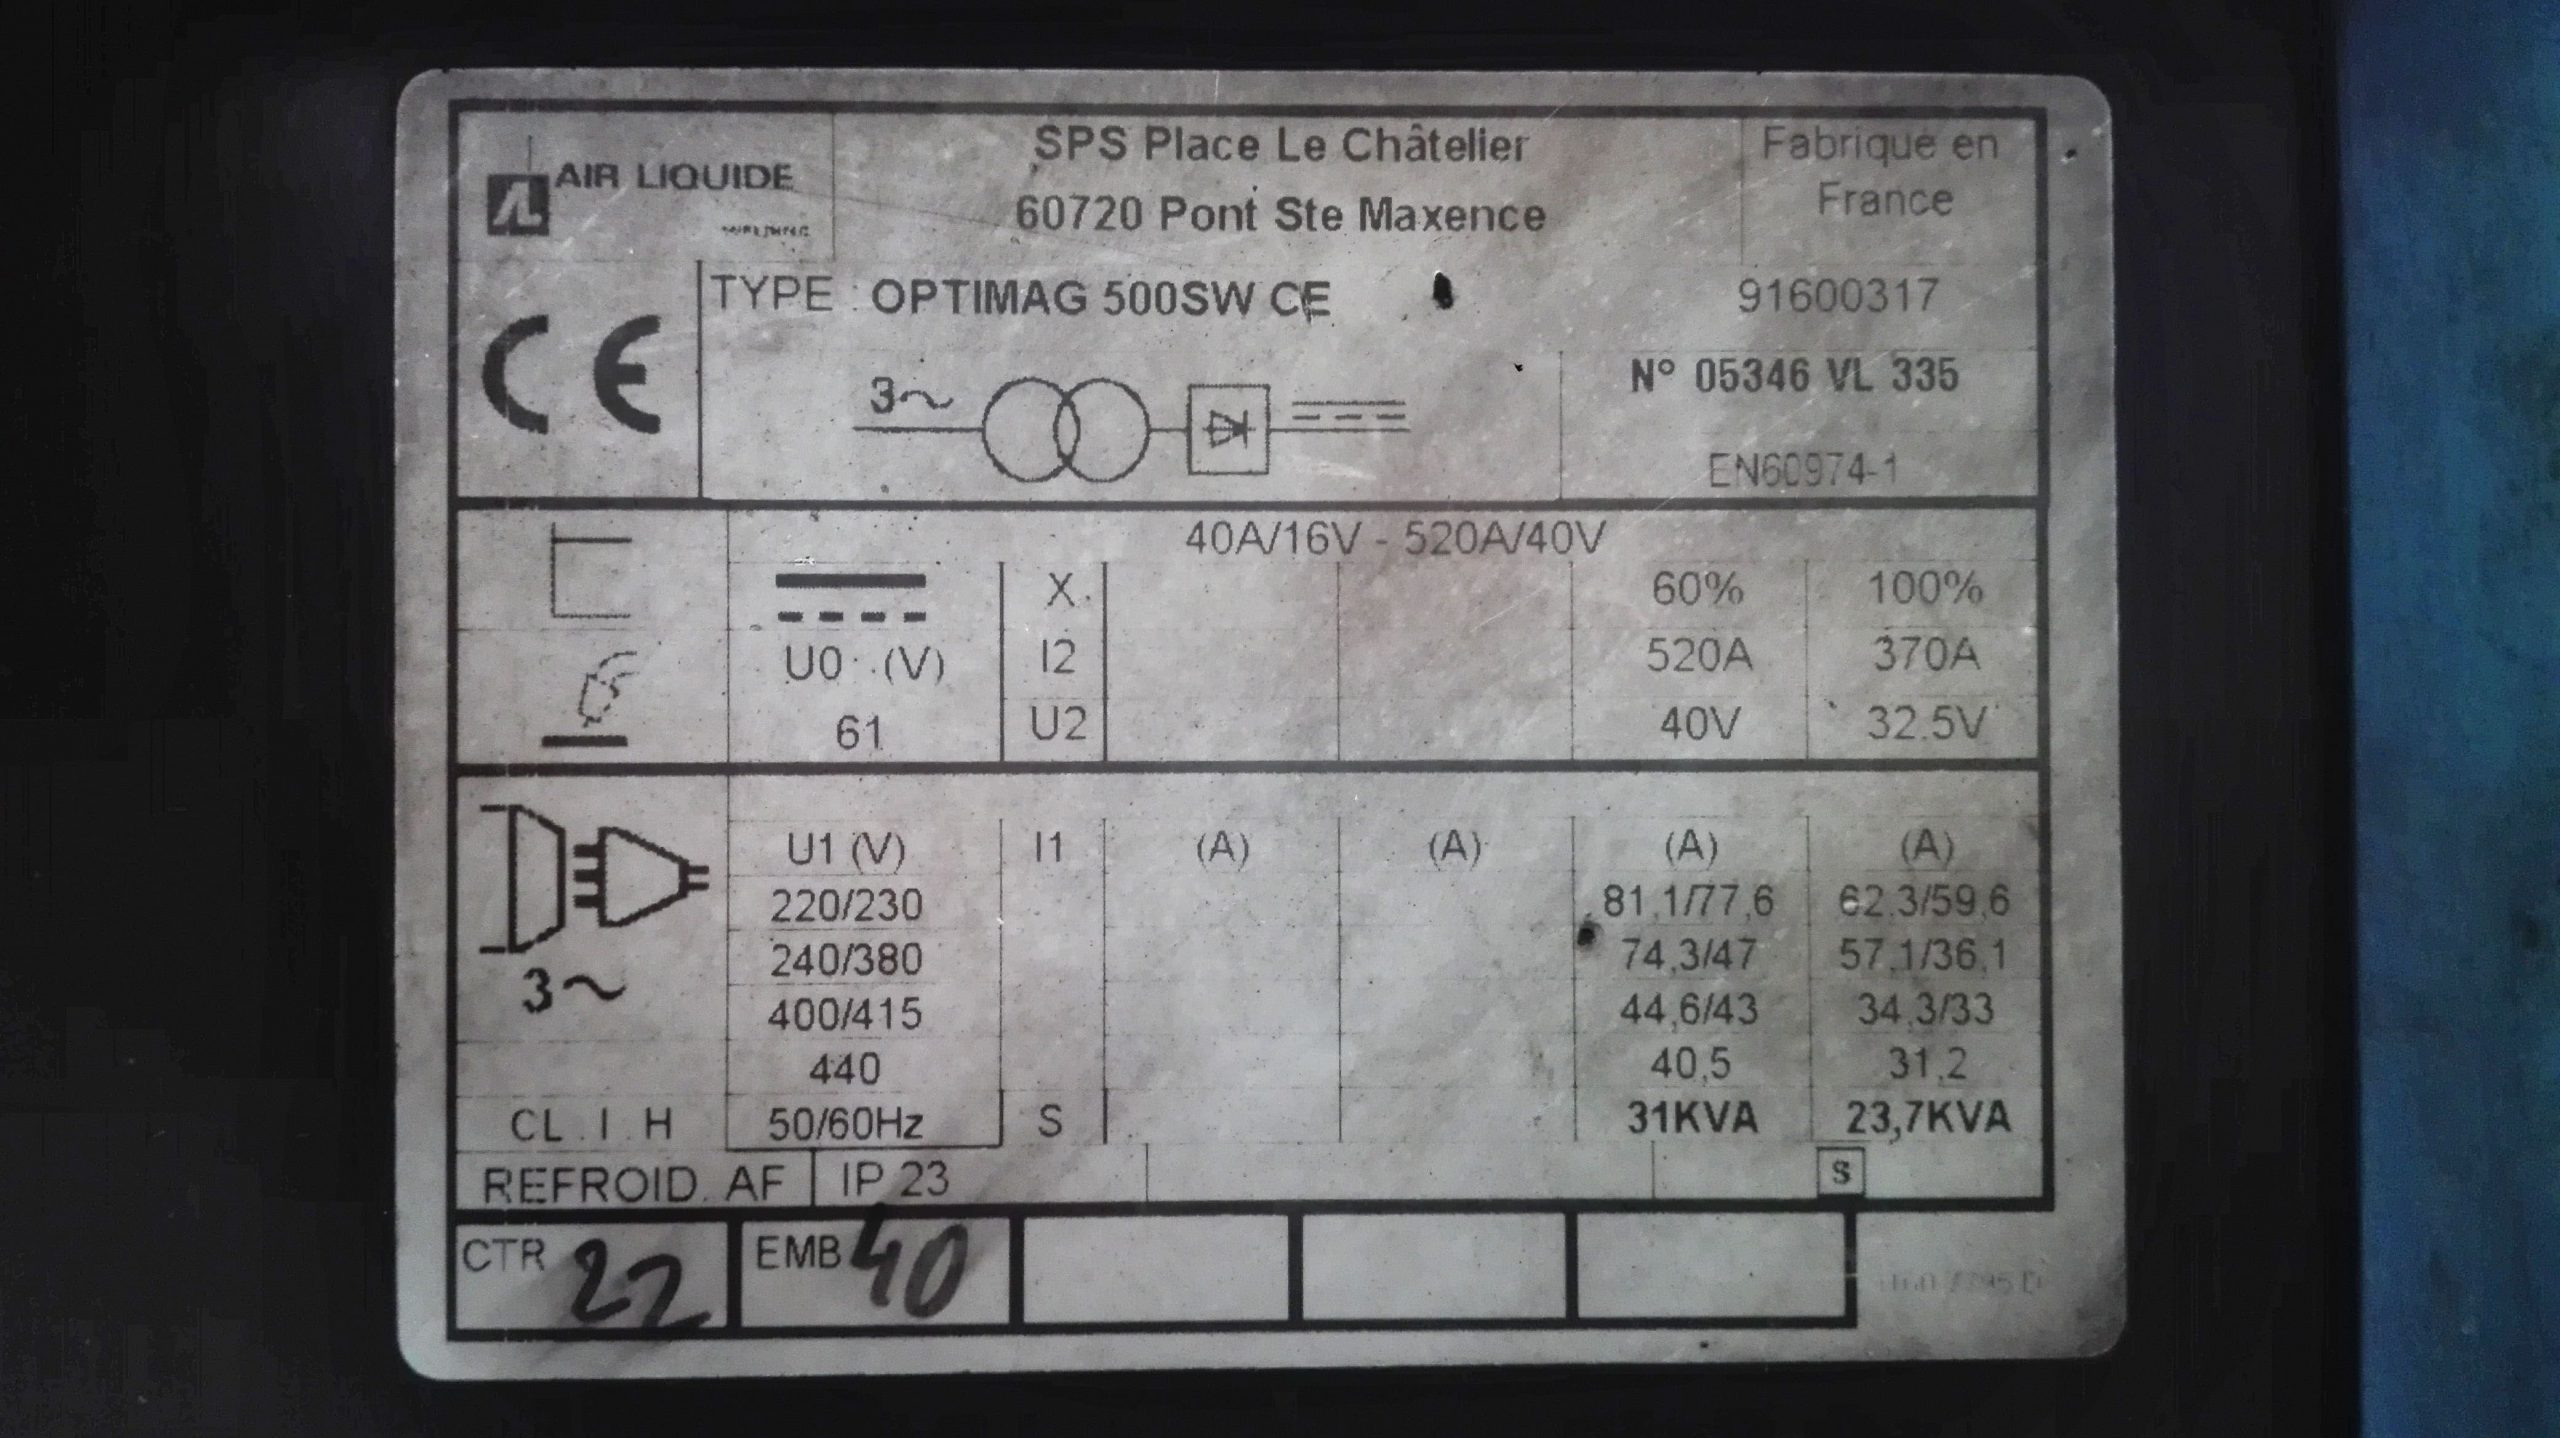 AIR LIQUIDE
SPS Place Le Châtelier
60720 Pont Ste Maxence
Fabrique en
France
CE
TYPE : OPTIMAG 500SW CE
91600317
3~
N° 05346 VL 335
EN60974-1
40A/16V - 520A/40V
X 60% 100%
U0 (V) I2 520A 370A
61 U2 40V 32.5V
U1 (V) I1 (A) (A) (A) (A)
220/230 81,1/77,6 62,3/59,6
240/380 74,3/47 57,1/36,1
3~
400/415 44,6/43 34,3/33
440 40,5 31,2
CL . I . H 50/60Hz S 31KVA 23,7KVA
REFROID. AF IP 23 S
CTR 22 EMB 40